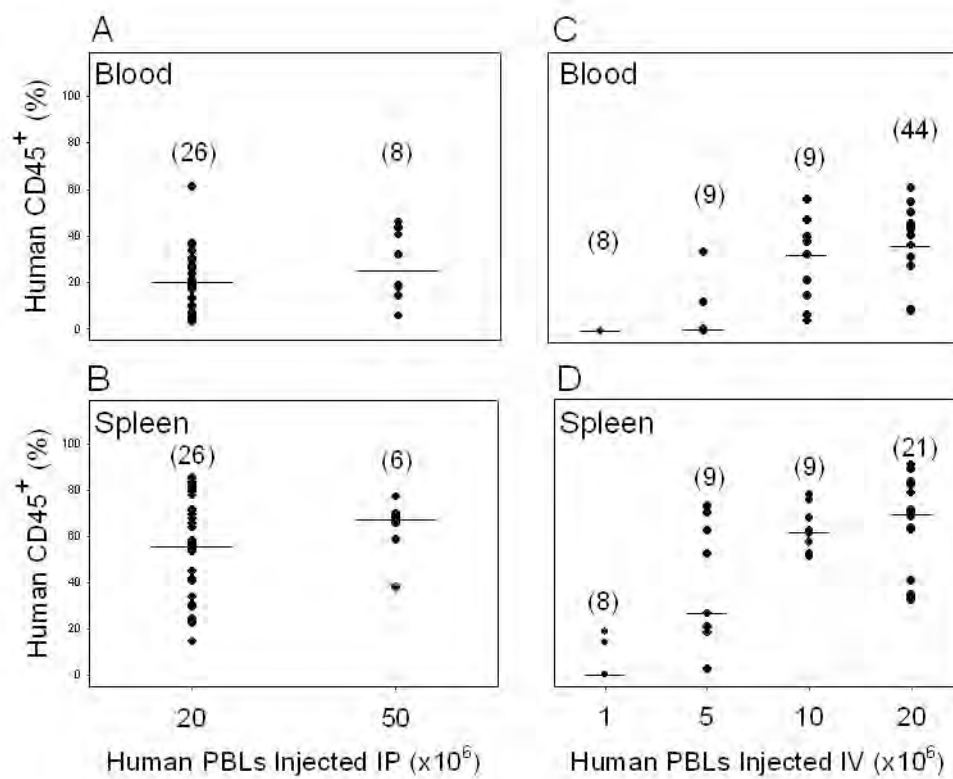 A
Blood
Human CD45⁺ (%)
100
80
60
40
20
0
(26)
(8)
B
Spleen
Human CD45⁺ (%)
100
80
60
40
20
0
(26)
(6)
20
50
Human PBLs Injected IP (x10⁶)
C
Blood
(8)
(9)
(9)
(44)
D
Spleen
(8)
(9)
(9)
(21)
1
5
10
20
Human PBLs Injected IV (x10⁶)